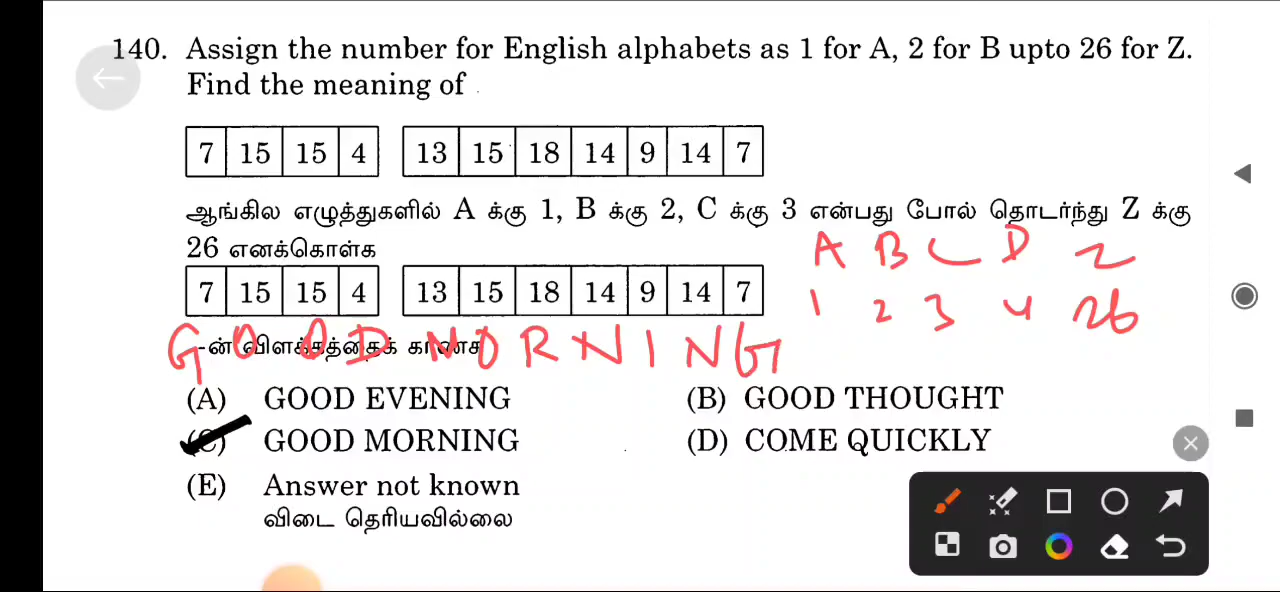 140. Assign the number for English alphabets as 1 for A, 2 for B upto 26 for Z.
Find the meaning of
7 15 15 4 13 15 18 14 9 14 7
ஆங்கில எழுத்துகளில் A க்கு 1, B க்கு 2, C க்கு 3 என்பது போல் தொடர்ந்து Z க்கு
26 எனக்கொள்க
A B C D Z
7 15 15 4 13 15 18 14 9 14 7
1 2 3 4 26
G O O D M O R N I N G
-ன் விளக்கத்தைக் காண்க
(A) GOOD EVENING (B) GOOD THOUGHT
(C) GOOD MORNING (D) COME QUICKLY
(E) Answer not known
விடை தெரியவில்லை